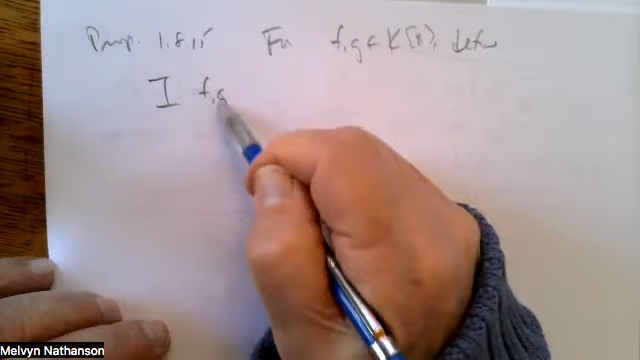 Prop. 1.8.15 For f,g ∈ K[X], define
I f,g
Melvyn Nathanson